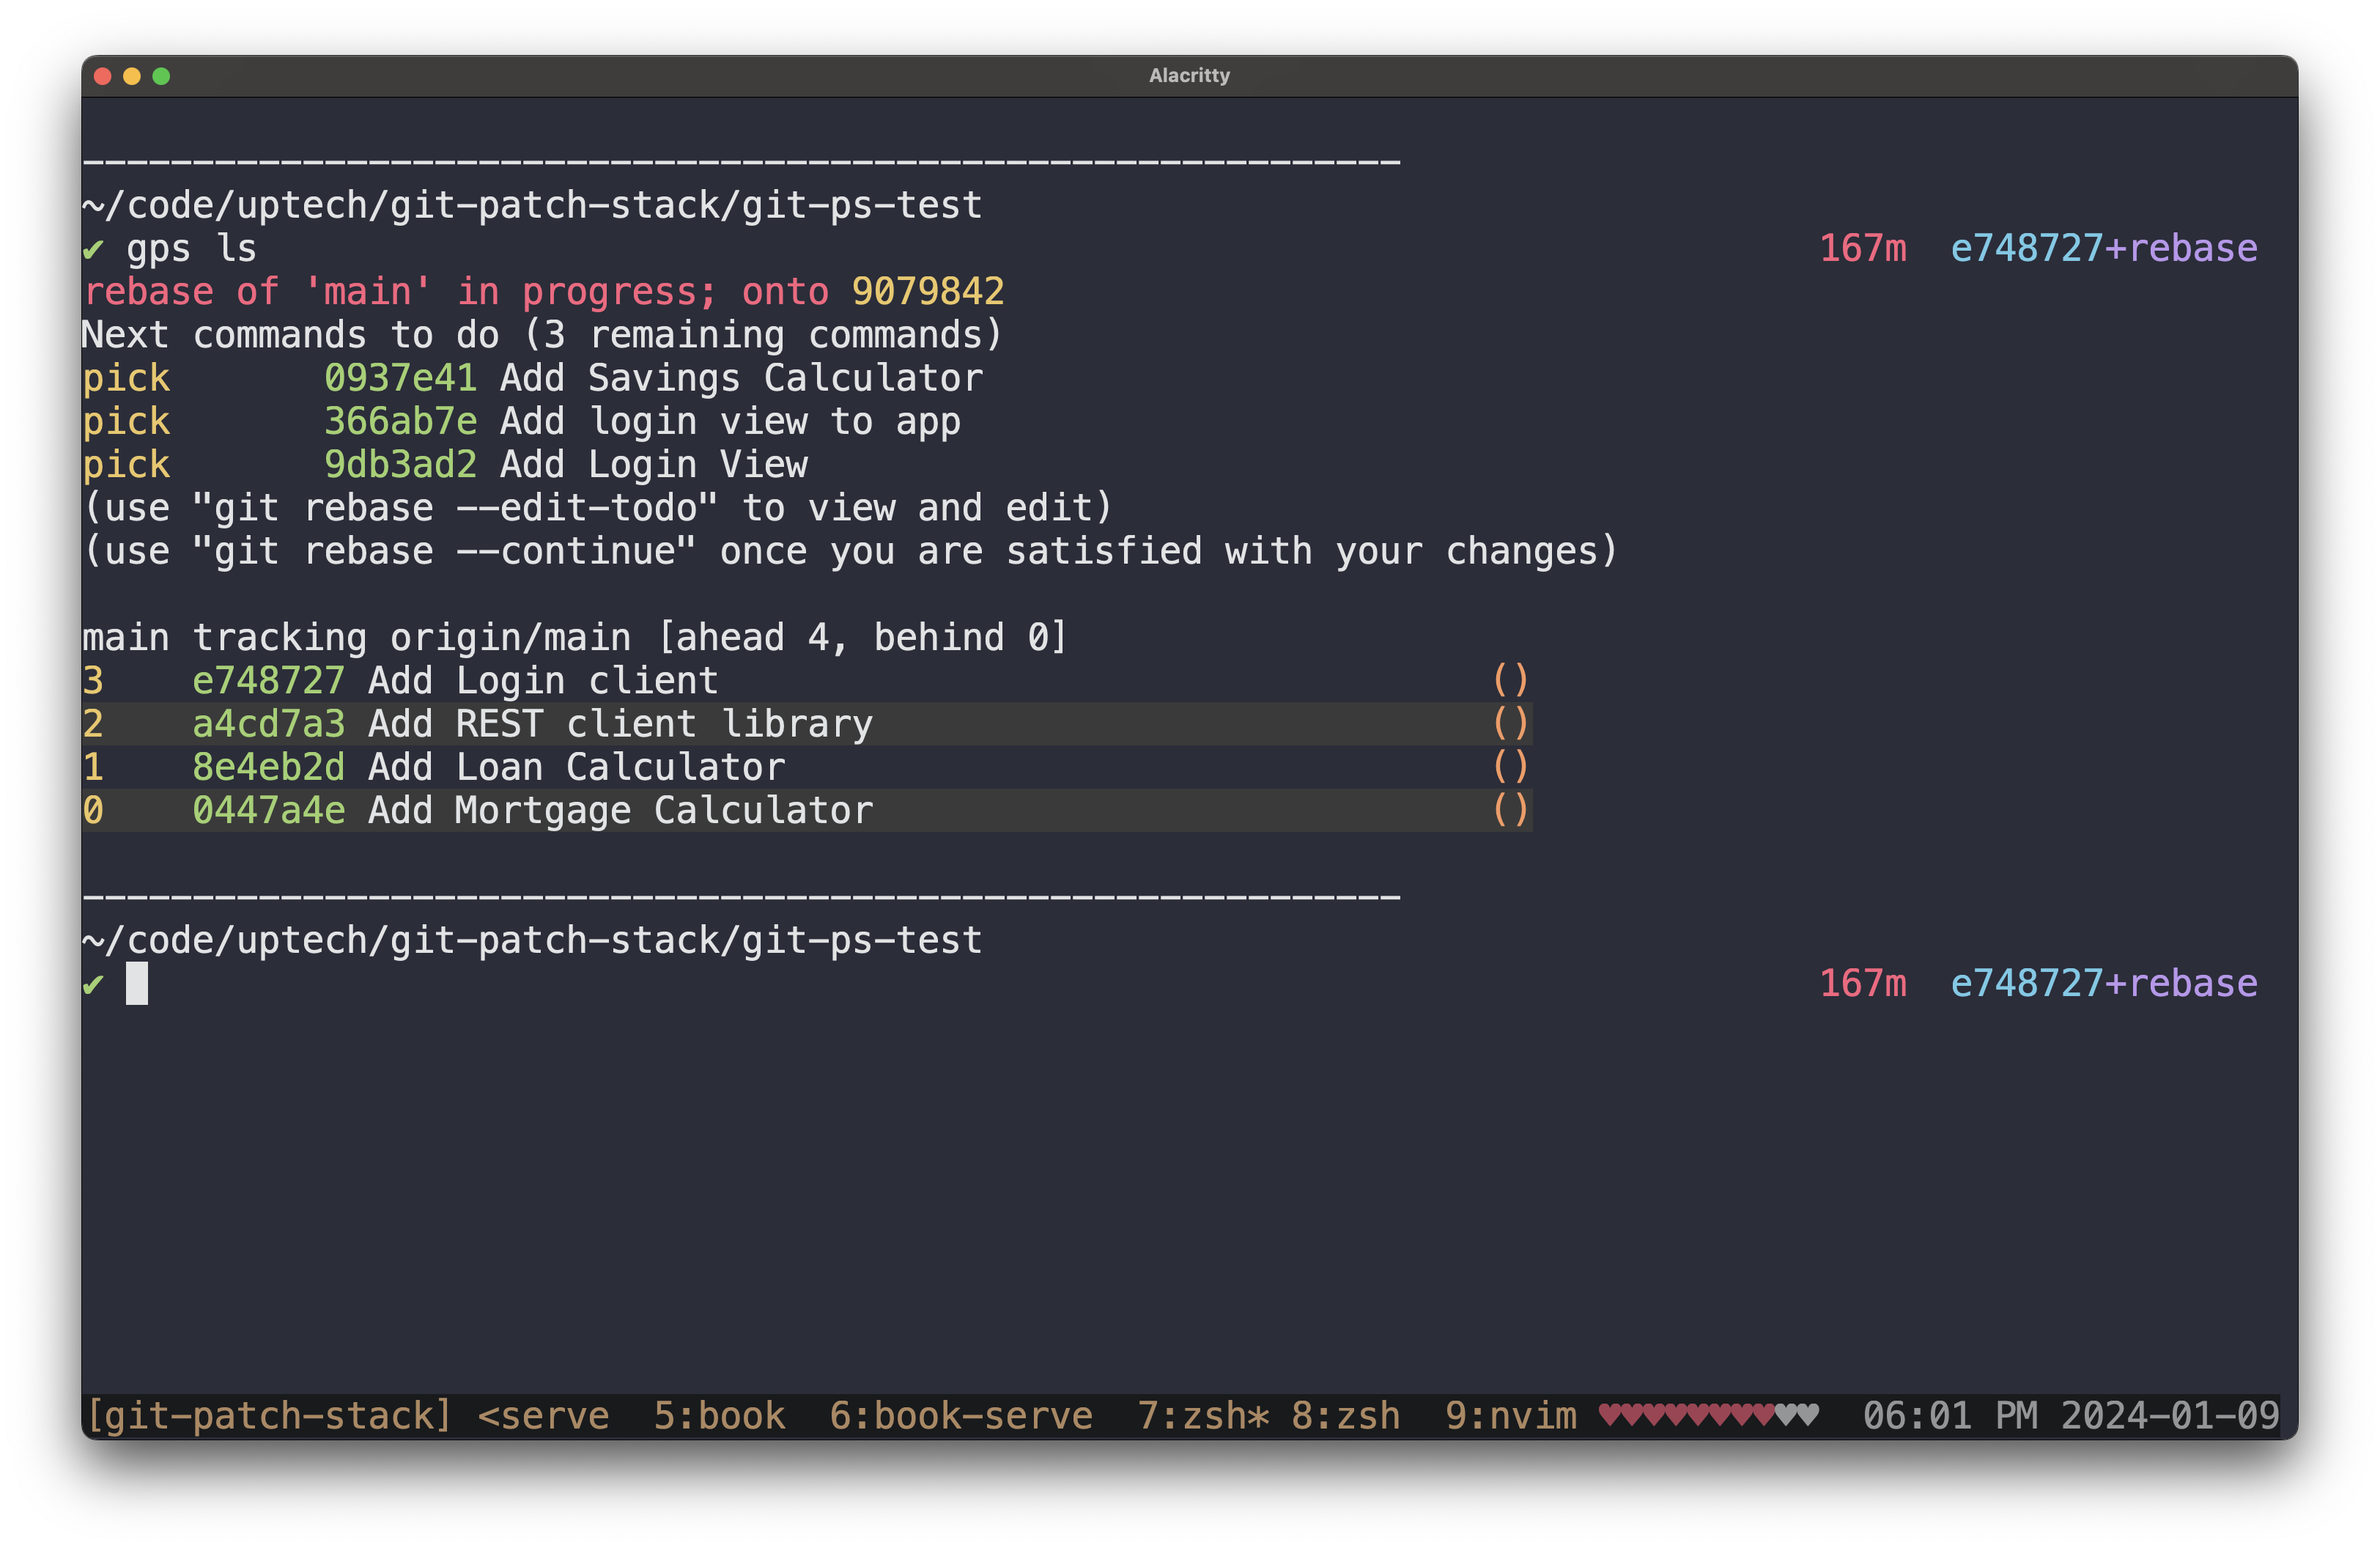 Alacritty
------------------------------------------------------------
~/code/uptech/git-patch-stack/git-ps-test
✔ gps ls 167m e748727+rebase
rebase of 'main' in progress; onto 9079842
Next commands to do (3 remaining commands)
pick 0937e41 Add Savings Calculator
pick 366ab7e Add login view to app
pick 9db3ad2 Add Login View
(use "git rebase --edit-todo" to view and edit)
(use "git rebase --continue" once you are satisfied with your changes)
main tracking origin/main [ahead 4, behind 0]
3 e748727 Add Login client ()
2 a4cd7a3 Add REST client library ()
1 8e4eb2d Add Loan Calculator ()
0 0447a4e Add Mortgage Calculator ()
------------------------------------------------------------
~/code/uptech/git-patch-stack/git-ps-test
✔ 167m e748727+rebase
[git-patch-stack] <serve 5:book 6:book-serve 7:zsh* 8:zsh 9:nvim ♥♥♥♥♥♥♥♥♥♥ 06:01 PM 2024-01-09